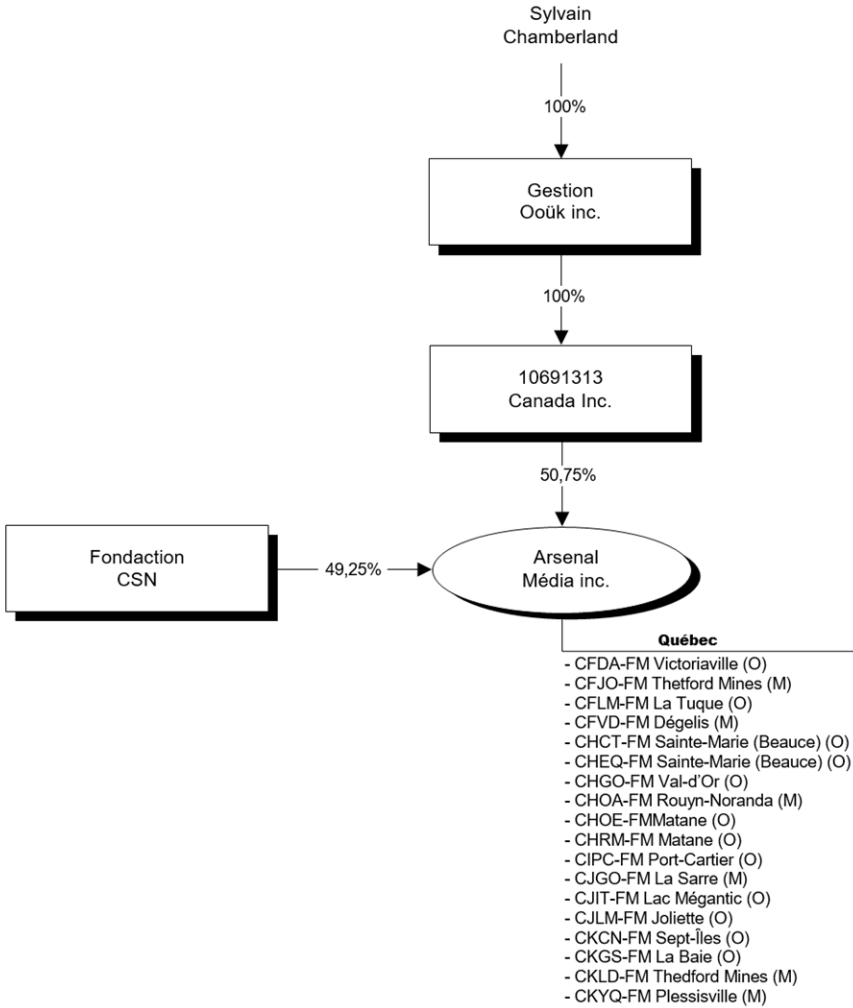 Sylvain
Chamberland
100%
Gestion
Ooük inc.
100%
10691313
Canada Inc.
50,75%
Fondaction
CSN
49,25%
Arsenal
Média inc.
Québec
- CFDA-FM Victoriaville (O)
- CFJO-FM Thetford Mines (M)
- CFLM-FM La Tuque (O)
- CFVD-FM Dégelis (M)
- CHCT-FM Sainte-Marie (Beauce) (O)
- CHEQ-FM Sainte-Marie (Beauce) (O)
- CHGO-FM Val-d'Or (O)
- CHOA-FM Rouyn-Noranda (M)
- CHOE-FMMatane (O)
- CHRM-FM Matane (O)
- CIPC-FM Port-Cartier (O)
- CJGO-FM La Sarre (M)
- CJIT-FM Lac Mégantic (O)
- CJLM-FM Joliette (O)
- CKCN-FM Sept-Îles (O)
- CKGS-FM La Baie (O)
- CKLD-FM Thedford Mines (M)
- CKYQ-FM Plessisville (M)